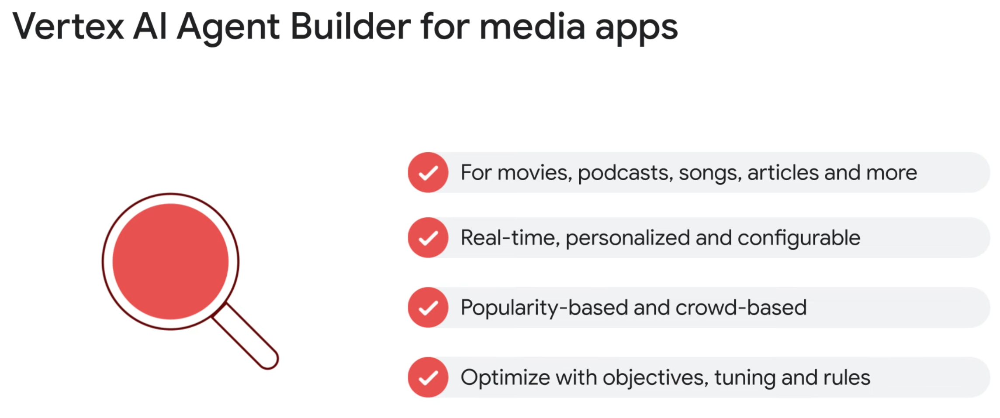 Vertex AI Agent Builder for media apps
For movies, podcasts, songs, articles and more
Real-time, personalized and configurable
Popularity-based and crowd-based
Optimize with objectives, tuning and rules